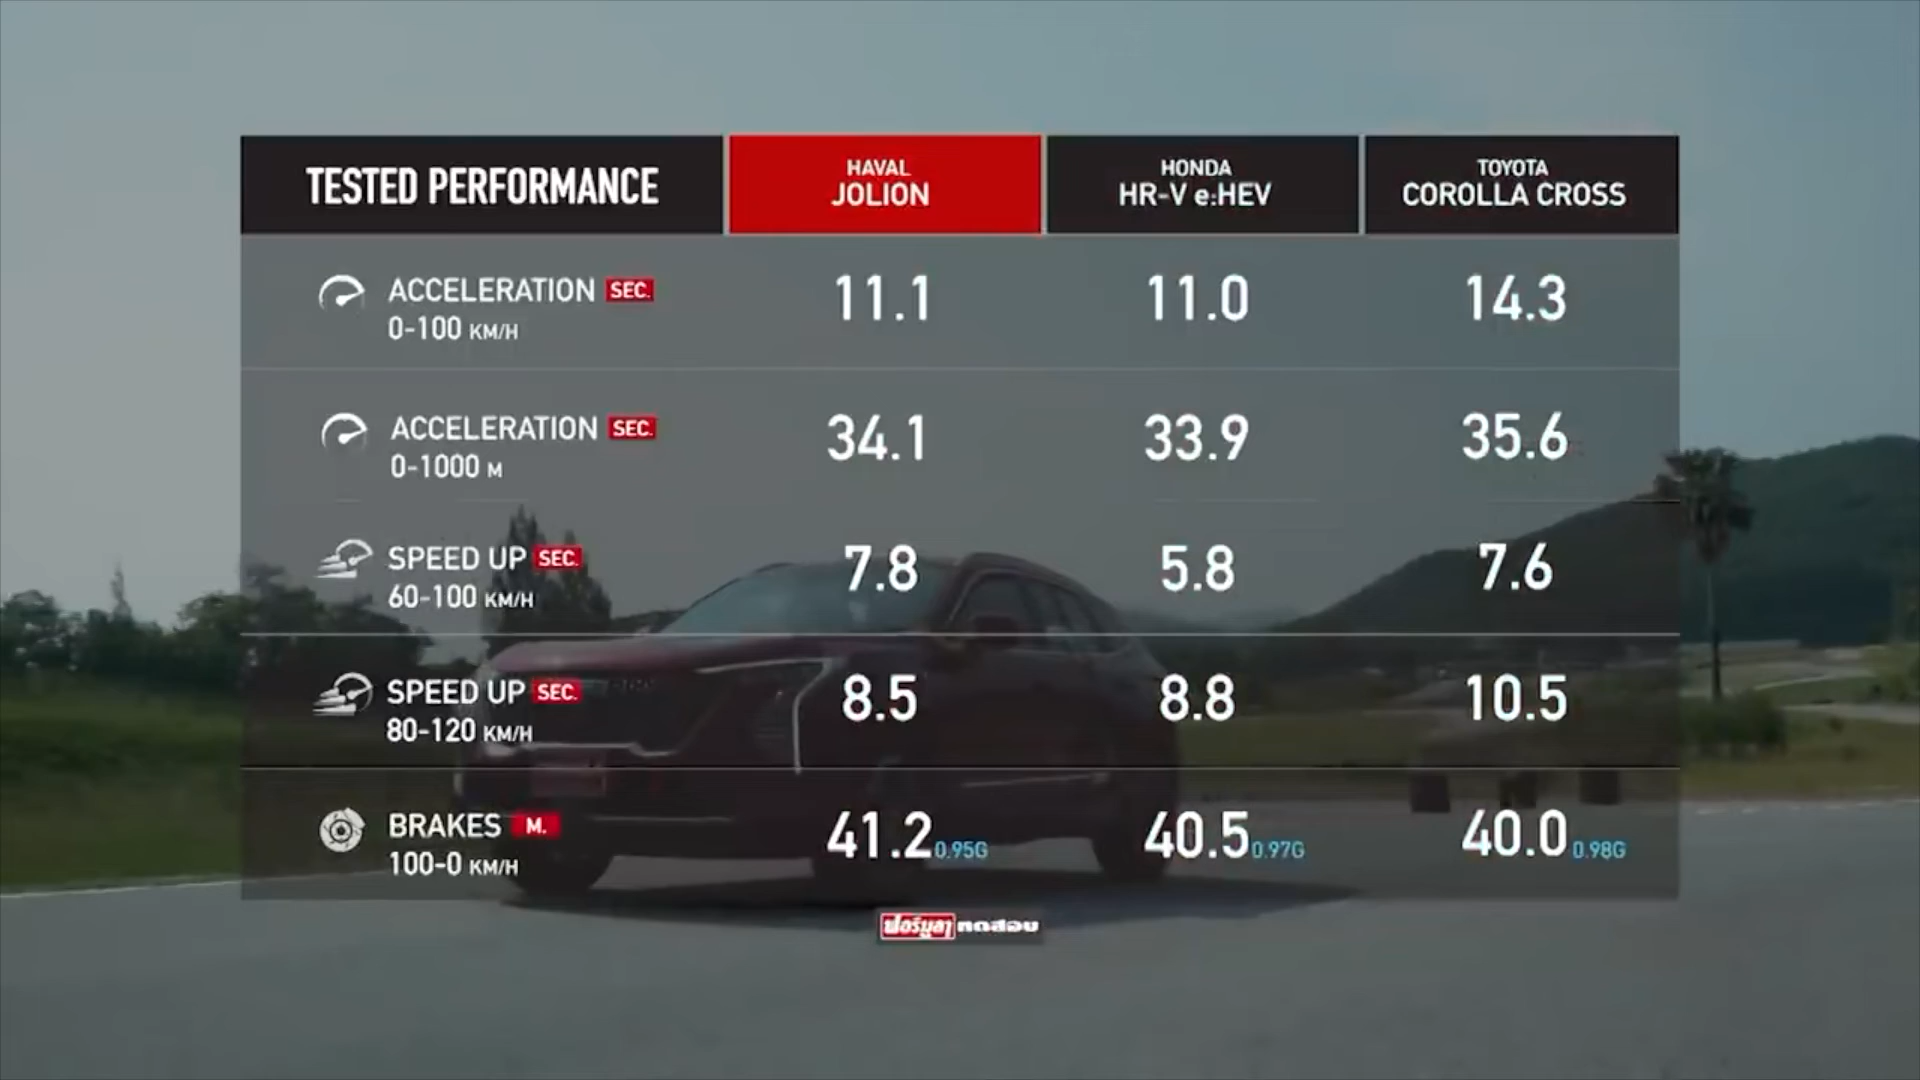 TESTED PERFORMANCE
HAVAL
JOLION
HONDA
HR-V e:HEV
TOYOTA
COROLLA CROSS
ACCELERATION SEC.
0-100 KM/H
11.1
11.0
14.3
ACCELERATION SEC.
0-1000 M
34.1
33.9
35.6
SPEED UP SEC.
60-100 KM/H
7.8
5.8
7.6
SPEED UP SEC.
80-120 KM/H
8.5
8.8
10.5
BRAKES M.
100-0 KM/H
41.2 0.95G
40.5 0.97G
40.0 0.98G
ฟอร์มูลา ทดสอบ